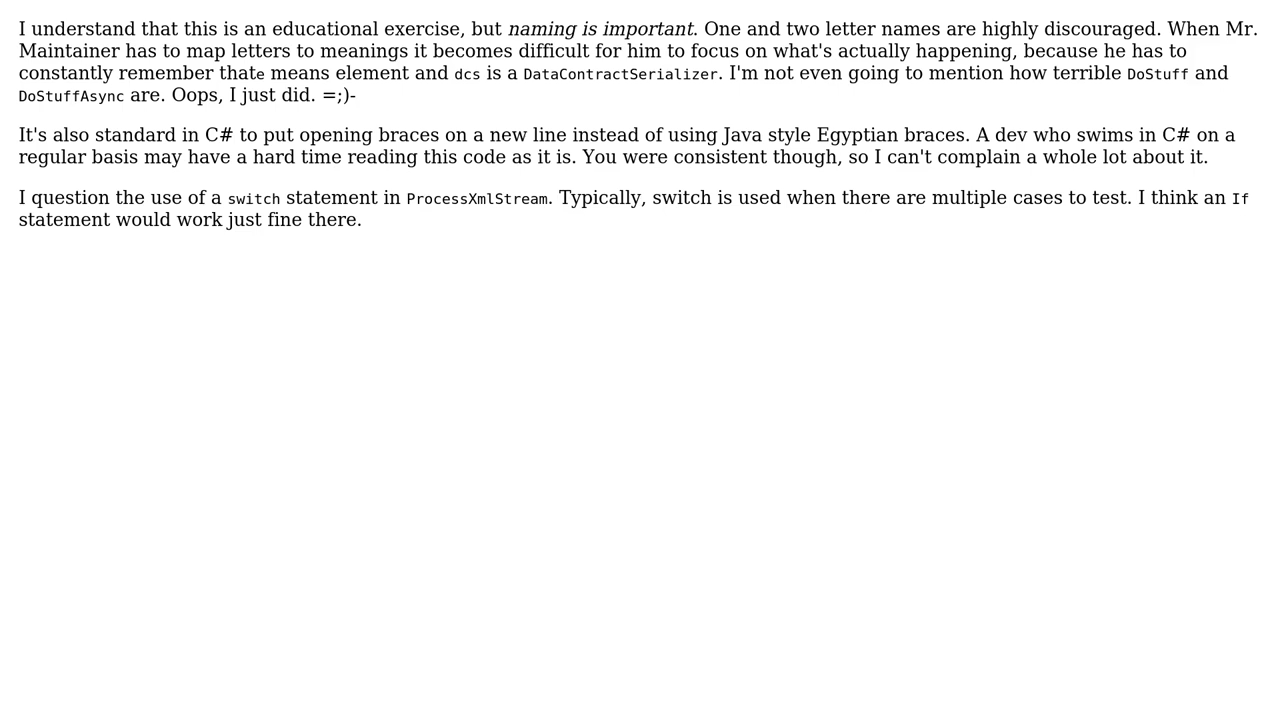 I understand that this is an educational exercise, but naming is important. One and two letter names are highly discouraged. When Mr.
Maintainer has to map letters to meanings it becomes difficult for him to focus on what's actually happening, because he has to
constantly remember thate means element and dcs is a DataContractSerializer. I'm not even going to mention how terrible DoStuff and
DoStuffAsync are. Oops, I just did. =;)-
It's also standard in C# to put opening braces on a new line instead of using Java style Egyptian braces. A dev who swims in C# on a
regular basis may have a hard time reading this code as it is. You were consistent though, so I can't complain a whole lot about it.
I question the use of a switch statement in ProcessXmlStream. Typically, switch is used when there are multiple cases to test. I think an If
statement would work just fine there.